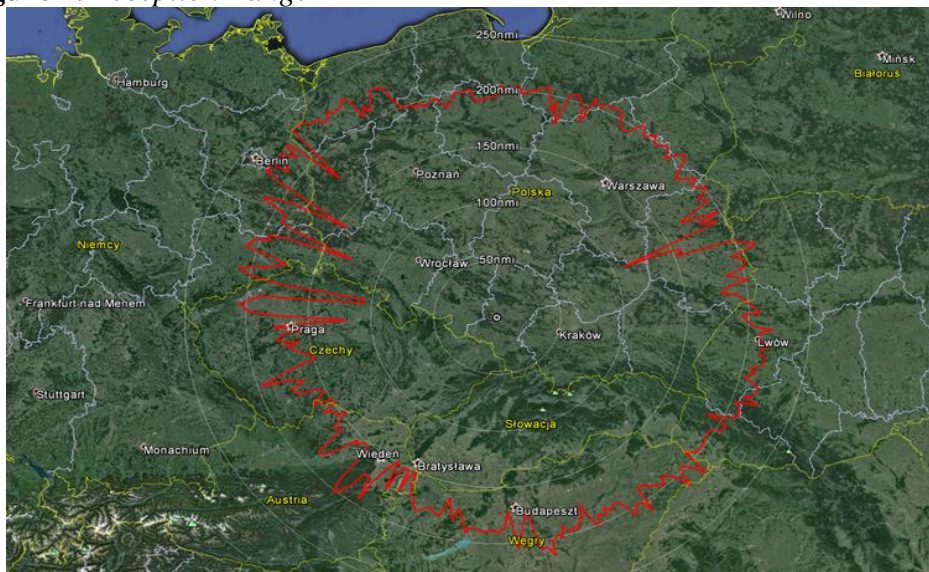 Wilno
250nmi
Mińsk
Białorus
Hamburg
200nmi
Berlin
150nmi
Poznań
Warszawa
Polska
100nmi
Niemcy
Wrocław
50nmi
Frankfurt nad Menem
Praga
Kraków
Lwów
Czechy
Stuttgart
Słowacja
Monachium
Wiedeń
Bratysława
Austria
Budapeszt
Węgry